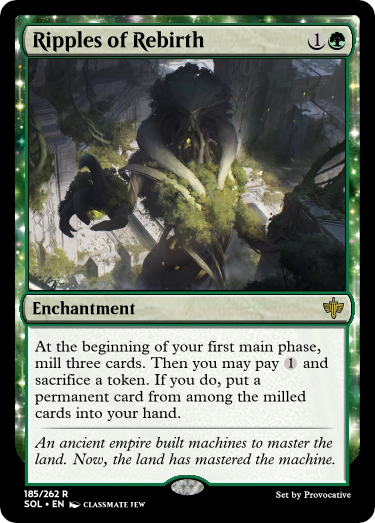 Ripples of Rebirth 1
Enchantment
At the beginning of your first main phase,
mill three cards. Then you may pay 1 and
sacrifice a token. If you do, put a
permanent card from among the milled
cards into your hand.
An ancient empire built machines to master the
land. Now, the land has mastered the machine.
185/262 R
SOL • EN CLASSMATE JEW
Set by Provocative